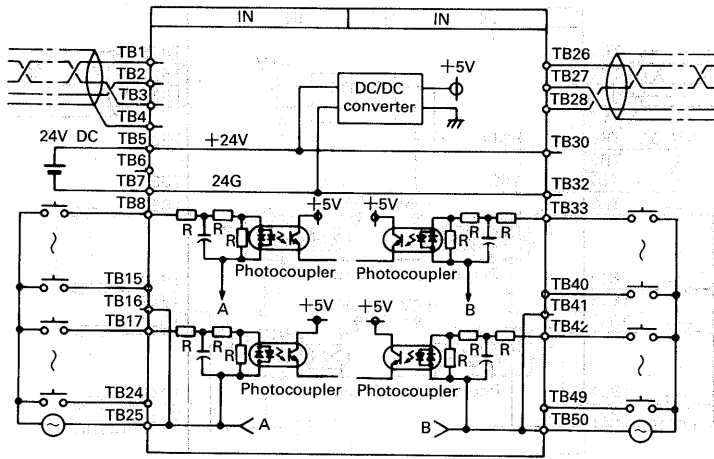 IN IN
TB1
TB2
TB3
TB4
TB5
TB6
TB7
TB8
TB15
TB16
TB17
TB24
TB25
24V DC
+24V
24G
DC/DC
converter
+5V
TB26
TB27
TB28
TB30
TB32
TB33
TB40
TB41
TB42
TB49
TB50
+5V +5V
R R R R R R
Photocoupler Photocoupler
A B
+5V +5V
R R R R R R
Photocoupler Photocoupler
A B